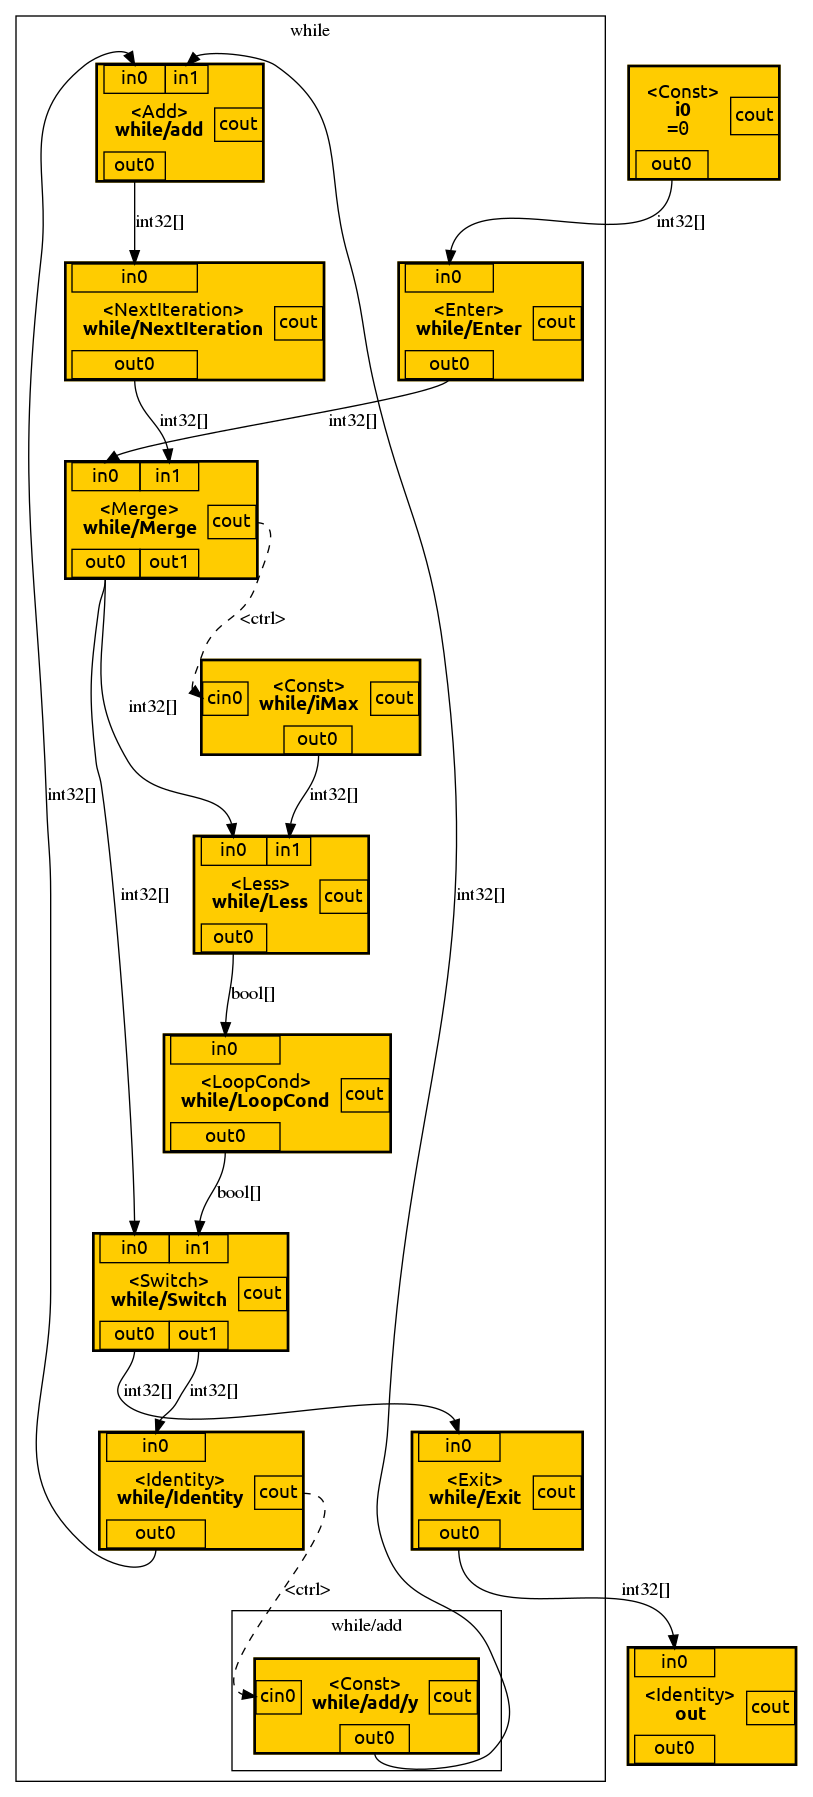 while
in0 in1
<Add>
while/add
cout
out0
<Const>
i0
=0
cout
out0
int32[]
int32[]
in0
<NextIteration>
while/NextIteration
cout
out0
in0
<Enter>
while/Enter
cout
out0
int32[]
int32[]
in0 in1
<Merge>
while/Merge
cout
out0 out1
<ctrl>
cin0
<Const>
while/iMax
cout
out0
int32[]
int32[]
int32[]
in0 in1
<Less>
while/Less
cout
out0
int32[]
int32[]
bool[]
in0
<LoopCond>
while/LoopCond
cout
out0
bool[]
in0 in1
<Switch>
while/Switch
cout
out0 out1
int32[]
int32[]
in0
<Identity>
while/Identity
cout
out0
in0
<Exit>
while/Exit
cout
out0
<ctrl>
int32[]
while/add
cin0
<Const>
while/add/y
cout
out0
in0
<Identity>
out
cout
out0